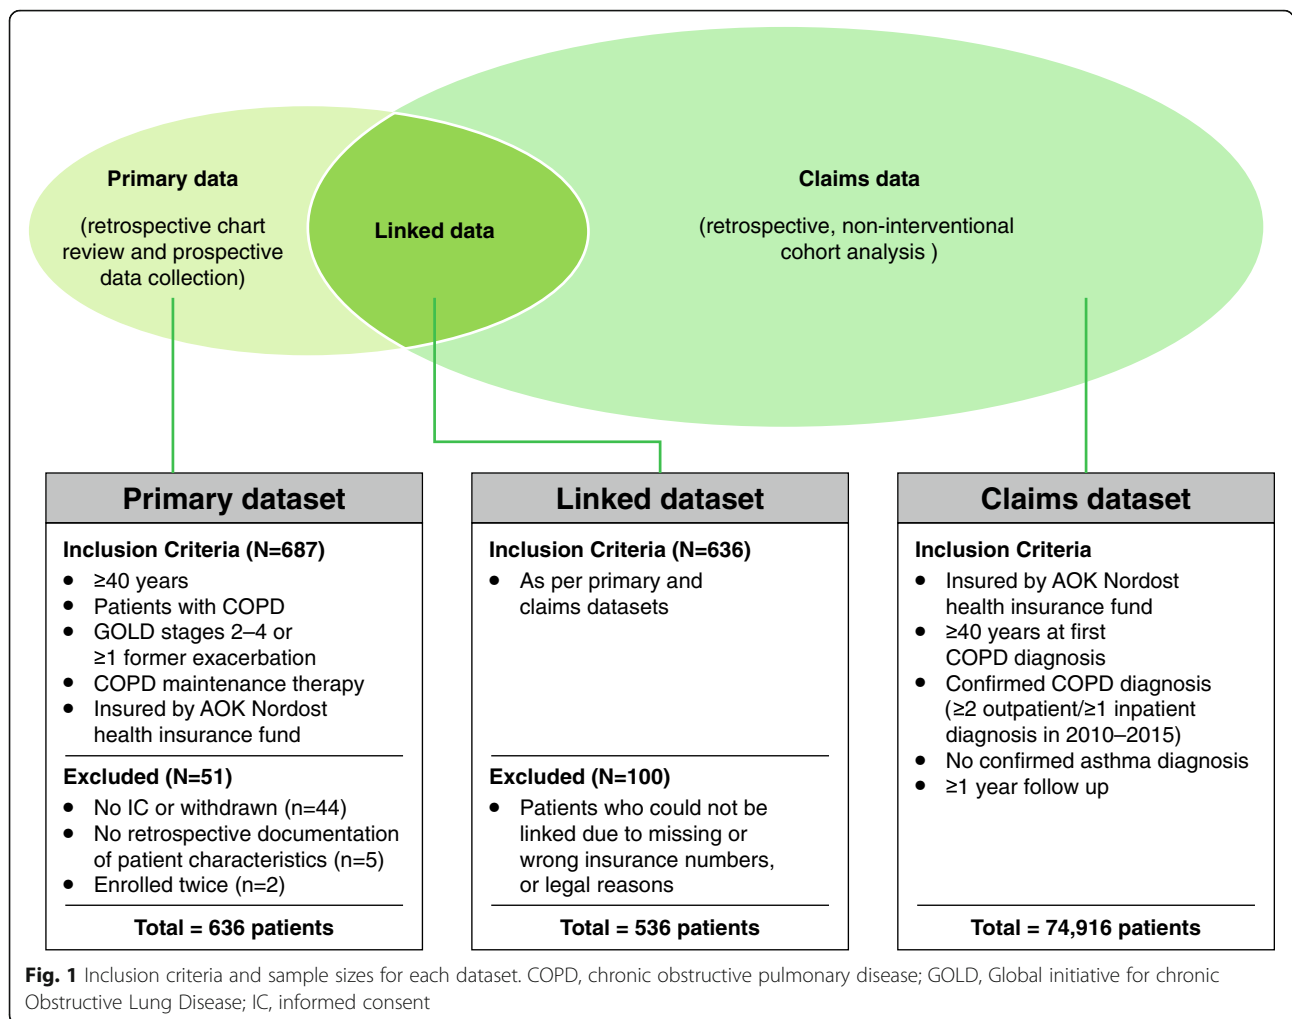 Primary data
(retrospective chart
review and prospective
data collection)
Linked data
Claims data
(retrospective, non-interventional
cohort analysis )
Primary dataset
Inclusion Criteria (N=687)
• ≥40 years
• Patients with COPD
• GOLD stages 2–4 or
≥1 former exacerbation
• COPD maintenance therapy
• Insured by AOK Nordost
health insurance fund
Excluded (N=51)
• No IC or withdrawn (n=44)
• No retrospective documentation
of patient characteristics (n=5)
• Enrolled twice (n=2)
Total = 636 patients
Linked dataset
Inclusion Criteria (N=636)
• As per primary and
claims datasets
Excluded (N=100)
• Patients who could not be
linked due to missing or
wrong insurance numbers,
or legal reasons
Total = 536 patients
Claims dataset
Inclusion Criteria
• Insured by AOK Nordost
health insurance fund
• ≥40 years at first
COPD diagnosis
• Confirmed COPD diagnosis
(≥2 outpatient/≥1 inpatient
diagnosis in 2010–2015)
• No confirmed asthma diagnosis
• ≥1 year follow up
Total = 74,916 patients
Fig. 1 Inclusion criteria and sample sizes for each dataset. COPD, chronic obstructive pulmonary disease; GOLD, Global initiative for chronic
Obstructive Lung Disease; IC, informed consent